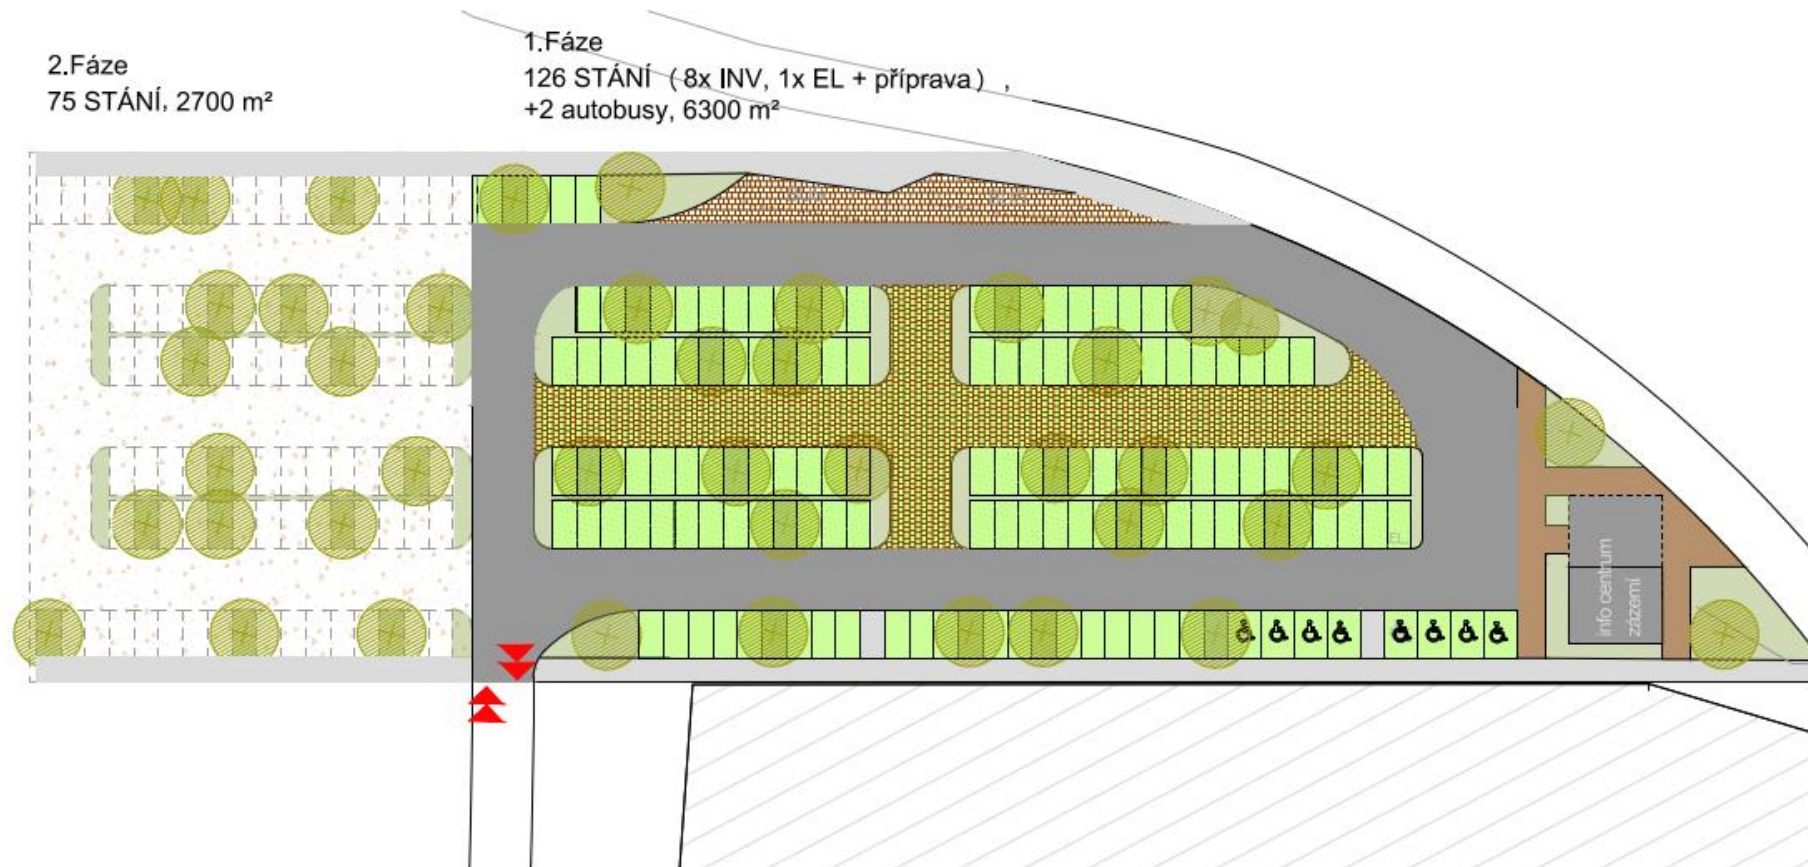 2.Fáze
75 STÁNÍ, 2700 m²
1.Fáze
126 STÁNÍ ( 8x INV, 1x EL + příprava) ,
+2 autobusy, 6300 m²
EL
info centrum
zázemí